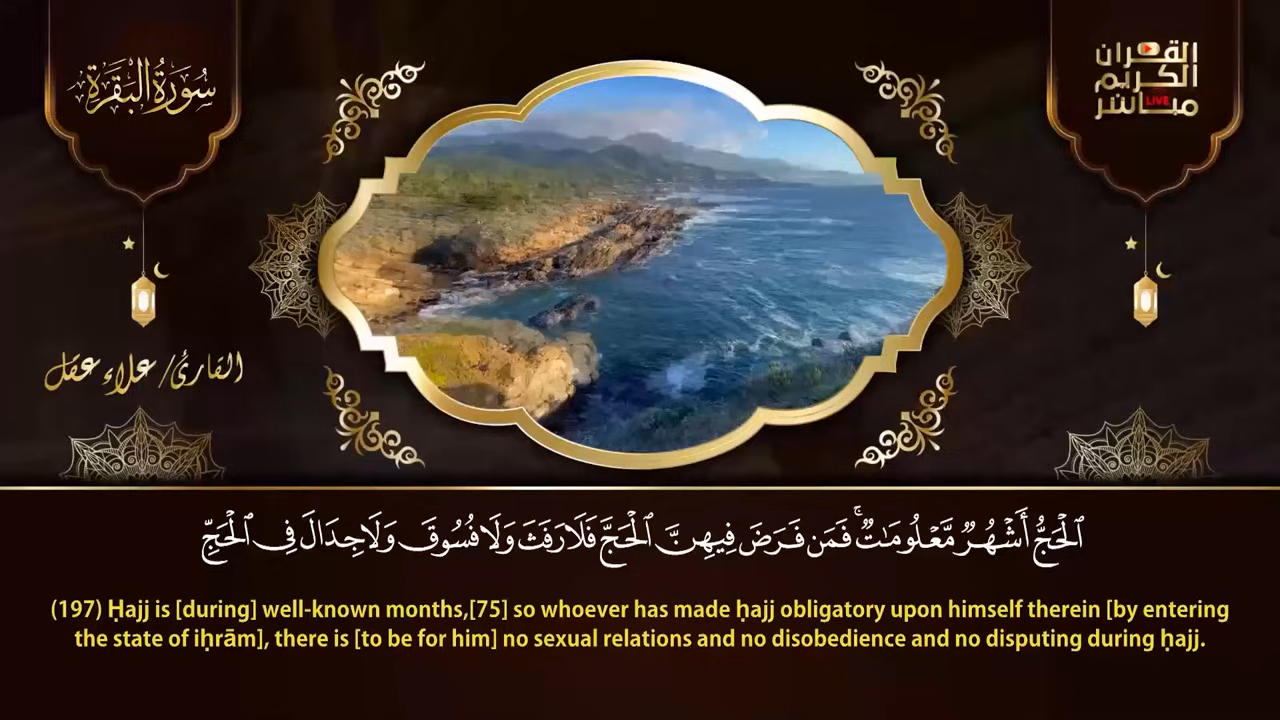 سُورَةُ البَقَرَة
القرآن
الكريم
مباشر
LIVE
القارئ/ علاء عقل
ٱلْحَجُّ أَشْهُرٌ مَّعْلُومَـٰتٌ ۚ فَمَن فَرَضَ فِيهِنَّ ٱلْحَجَّ فَلَا رَفَثَ وَلَا فُسُوقَ وَلَا جِدَالَ فِى ٱلْحَجِّ
(197) Ḥajj is [during] well-known months,[75] so whoever has made ḥajj obligatory upon himself therein [by entering
the state of iḥrām], there is [to be for him] no sexual relations and no disobedience and no disputing during ḥajj.